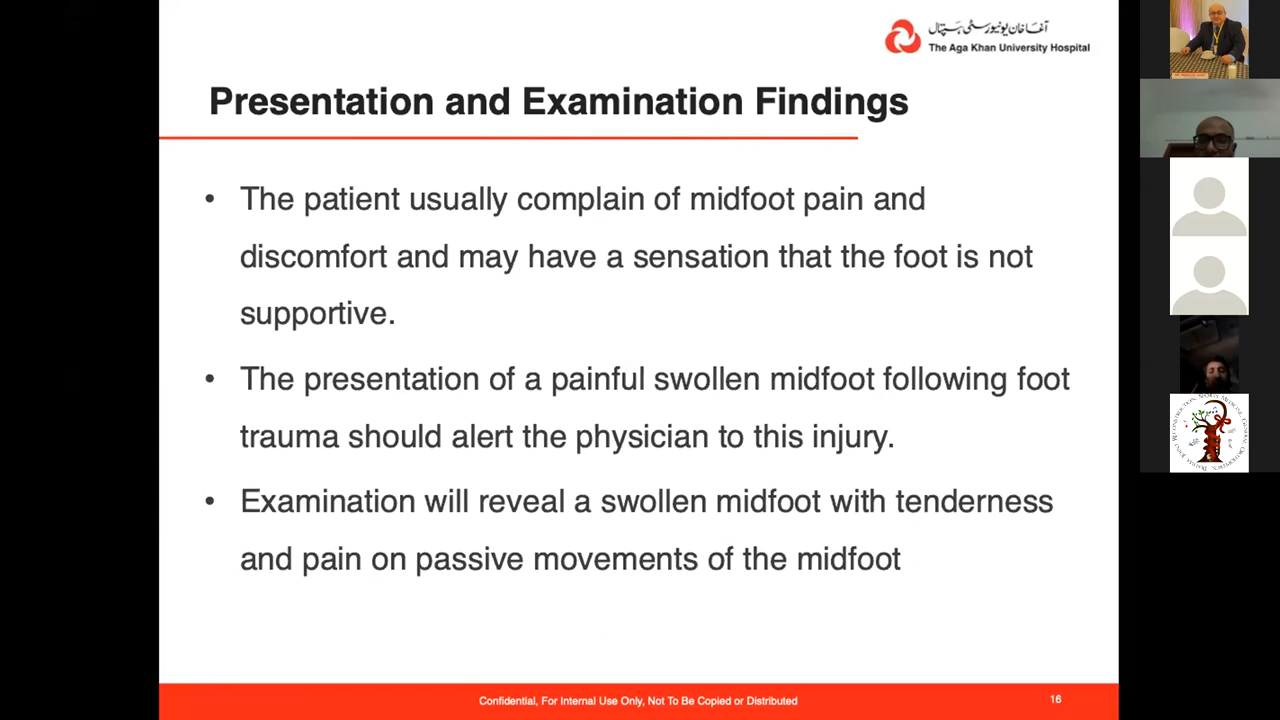 آغا خان یونیورسٹی ہسپتال
The Aga Khan University Hospital
Presentation and Examination Findings
• The patient usually complain of midfoot pain and
discomfort and may have a sensation that the foot is not
supportive.
• The presentation of a painful swollen midfoot following foot
trauma should alert the physician to this injury.
• Examination will reveal a swollen midfoot with tenderness
and pain on passive movements of the midfoot
Confidential, For Internal Use Only, Not To Be Copied or Distributed
16